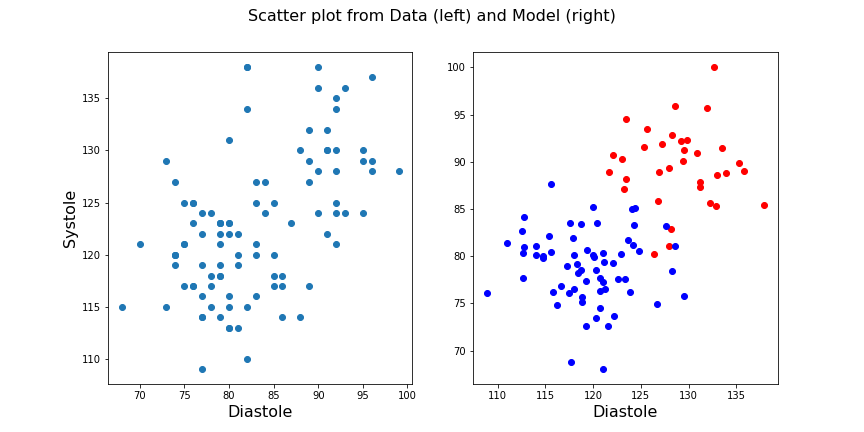 Scatter plot from Data (left) and Model (right)
Systole
135
130
125
120
115
110
70 75 80 85 90 95 100
Diastole
100
95
90
85
80
75
70
110 115 120 125 130 135
Diastole